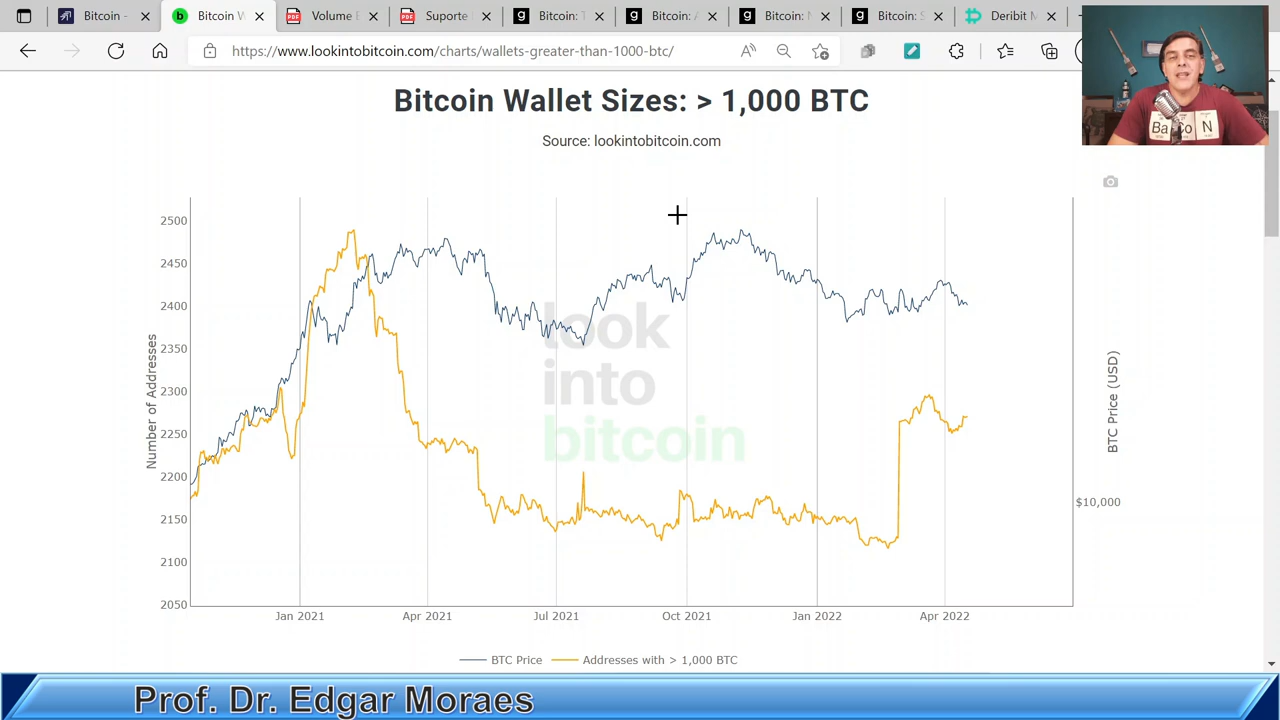 Bitcoin -
Bitcoin W
Volume E
Suporte
Bitcoin: T
Bitcoin: A
Bitcoin: S
Deribit M
https://www.lookintobitcoin.com/charts/wallets-greater-than-1000-btc/
Bitcoin Wallet Sizes: > 1,000 BTC
Source: lookintobitcoin.com
Ba Co N
Number of Addresses
2500
2450
2400
2350
2300
2250
2200
2150
2100
2050
look
into
bitcoin
BTC Price (USD)
$10,000
Jan 2021
Apr 2021
Jul 2021
Oct 2021
Jan 2022
Apr 2022
BTC Price
Addresses with > 1,000 BTC
Prof. Dr. Edgar Moraes